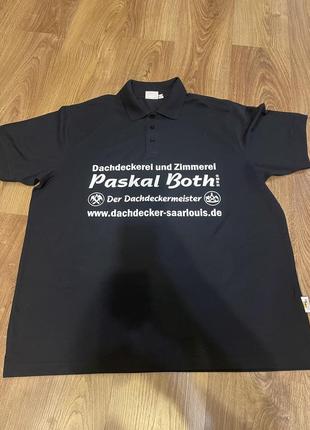 Dachdeckerei und Zimmerei
Paskal Both
Der Dachdeckermeister
www.dachdecker-saarlouis.de